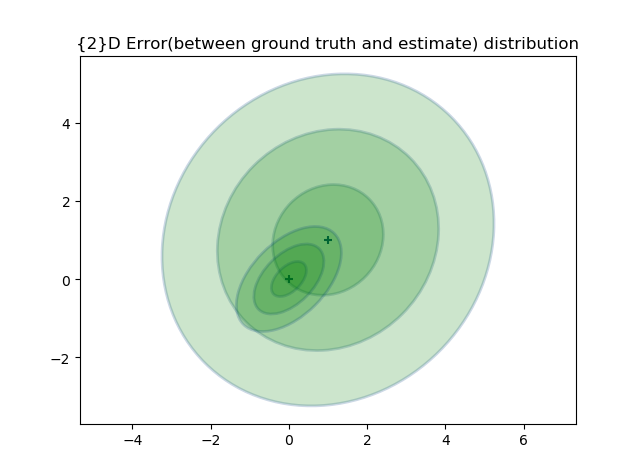 {2}D Error(between ground truth and estimate) distribution
4
2
0
−2
−4 −2 0 2 4 6